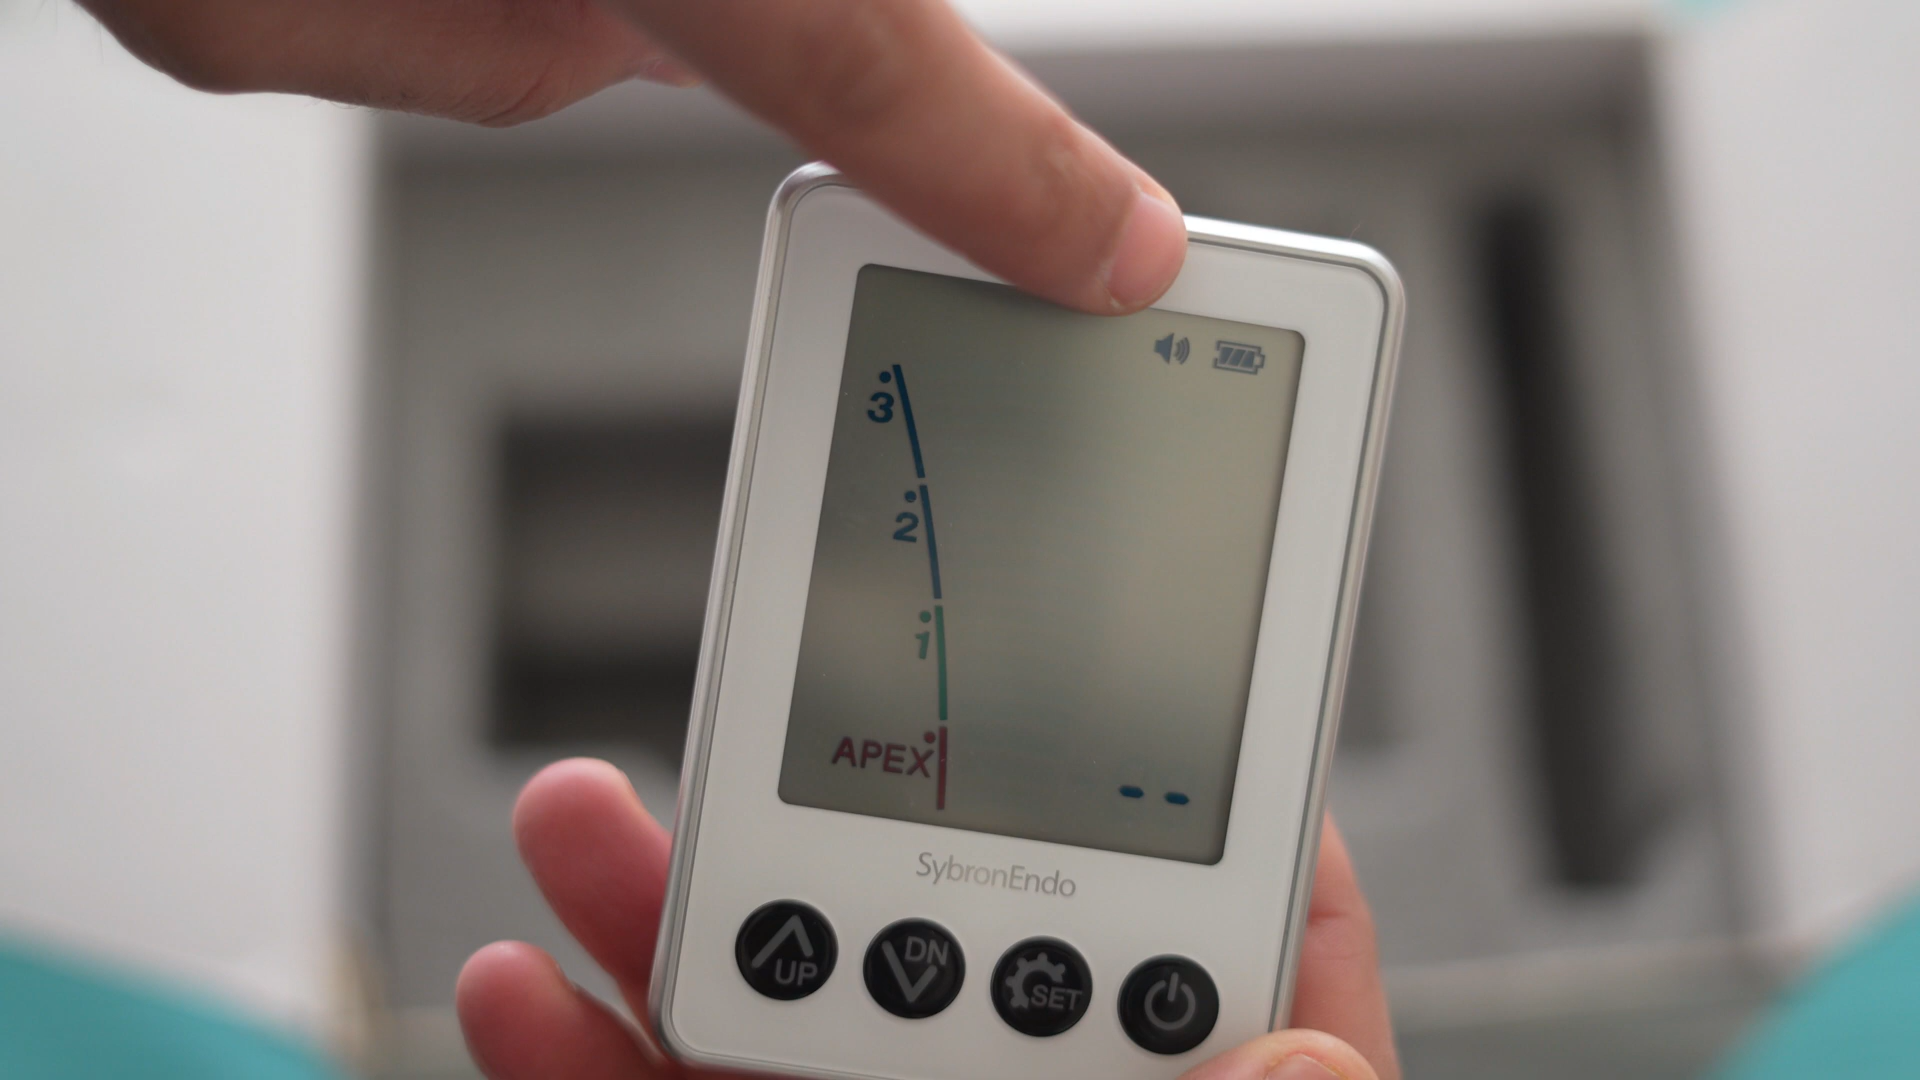 3
2
1
APEX
- -
SybronEndo
UP
DN
SET